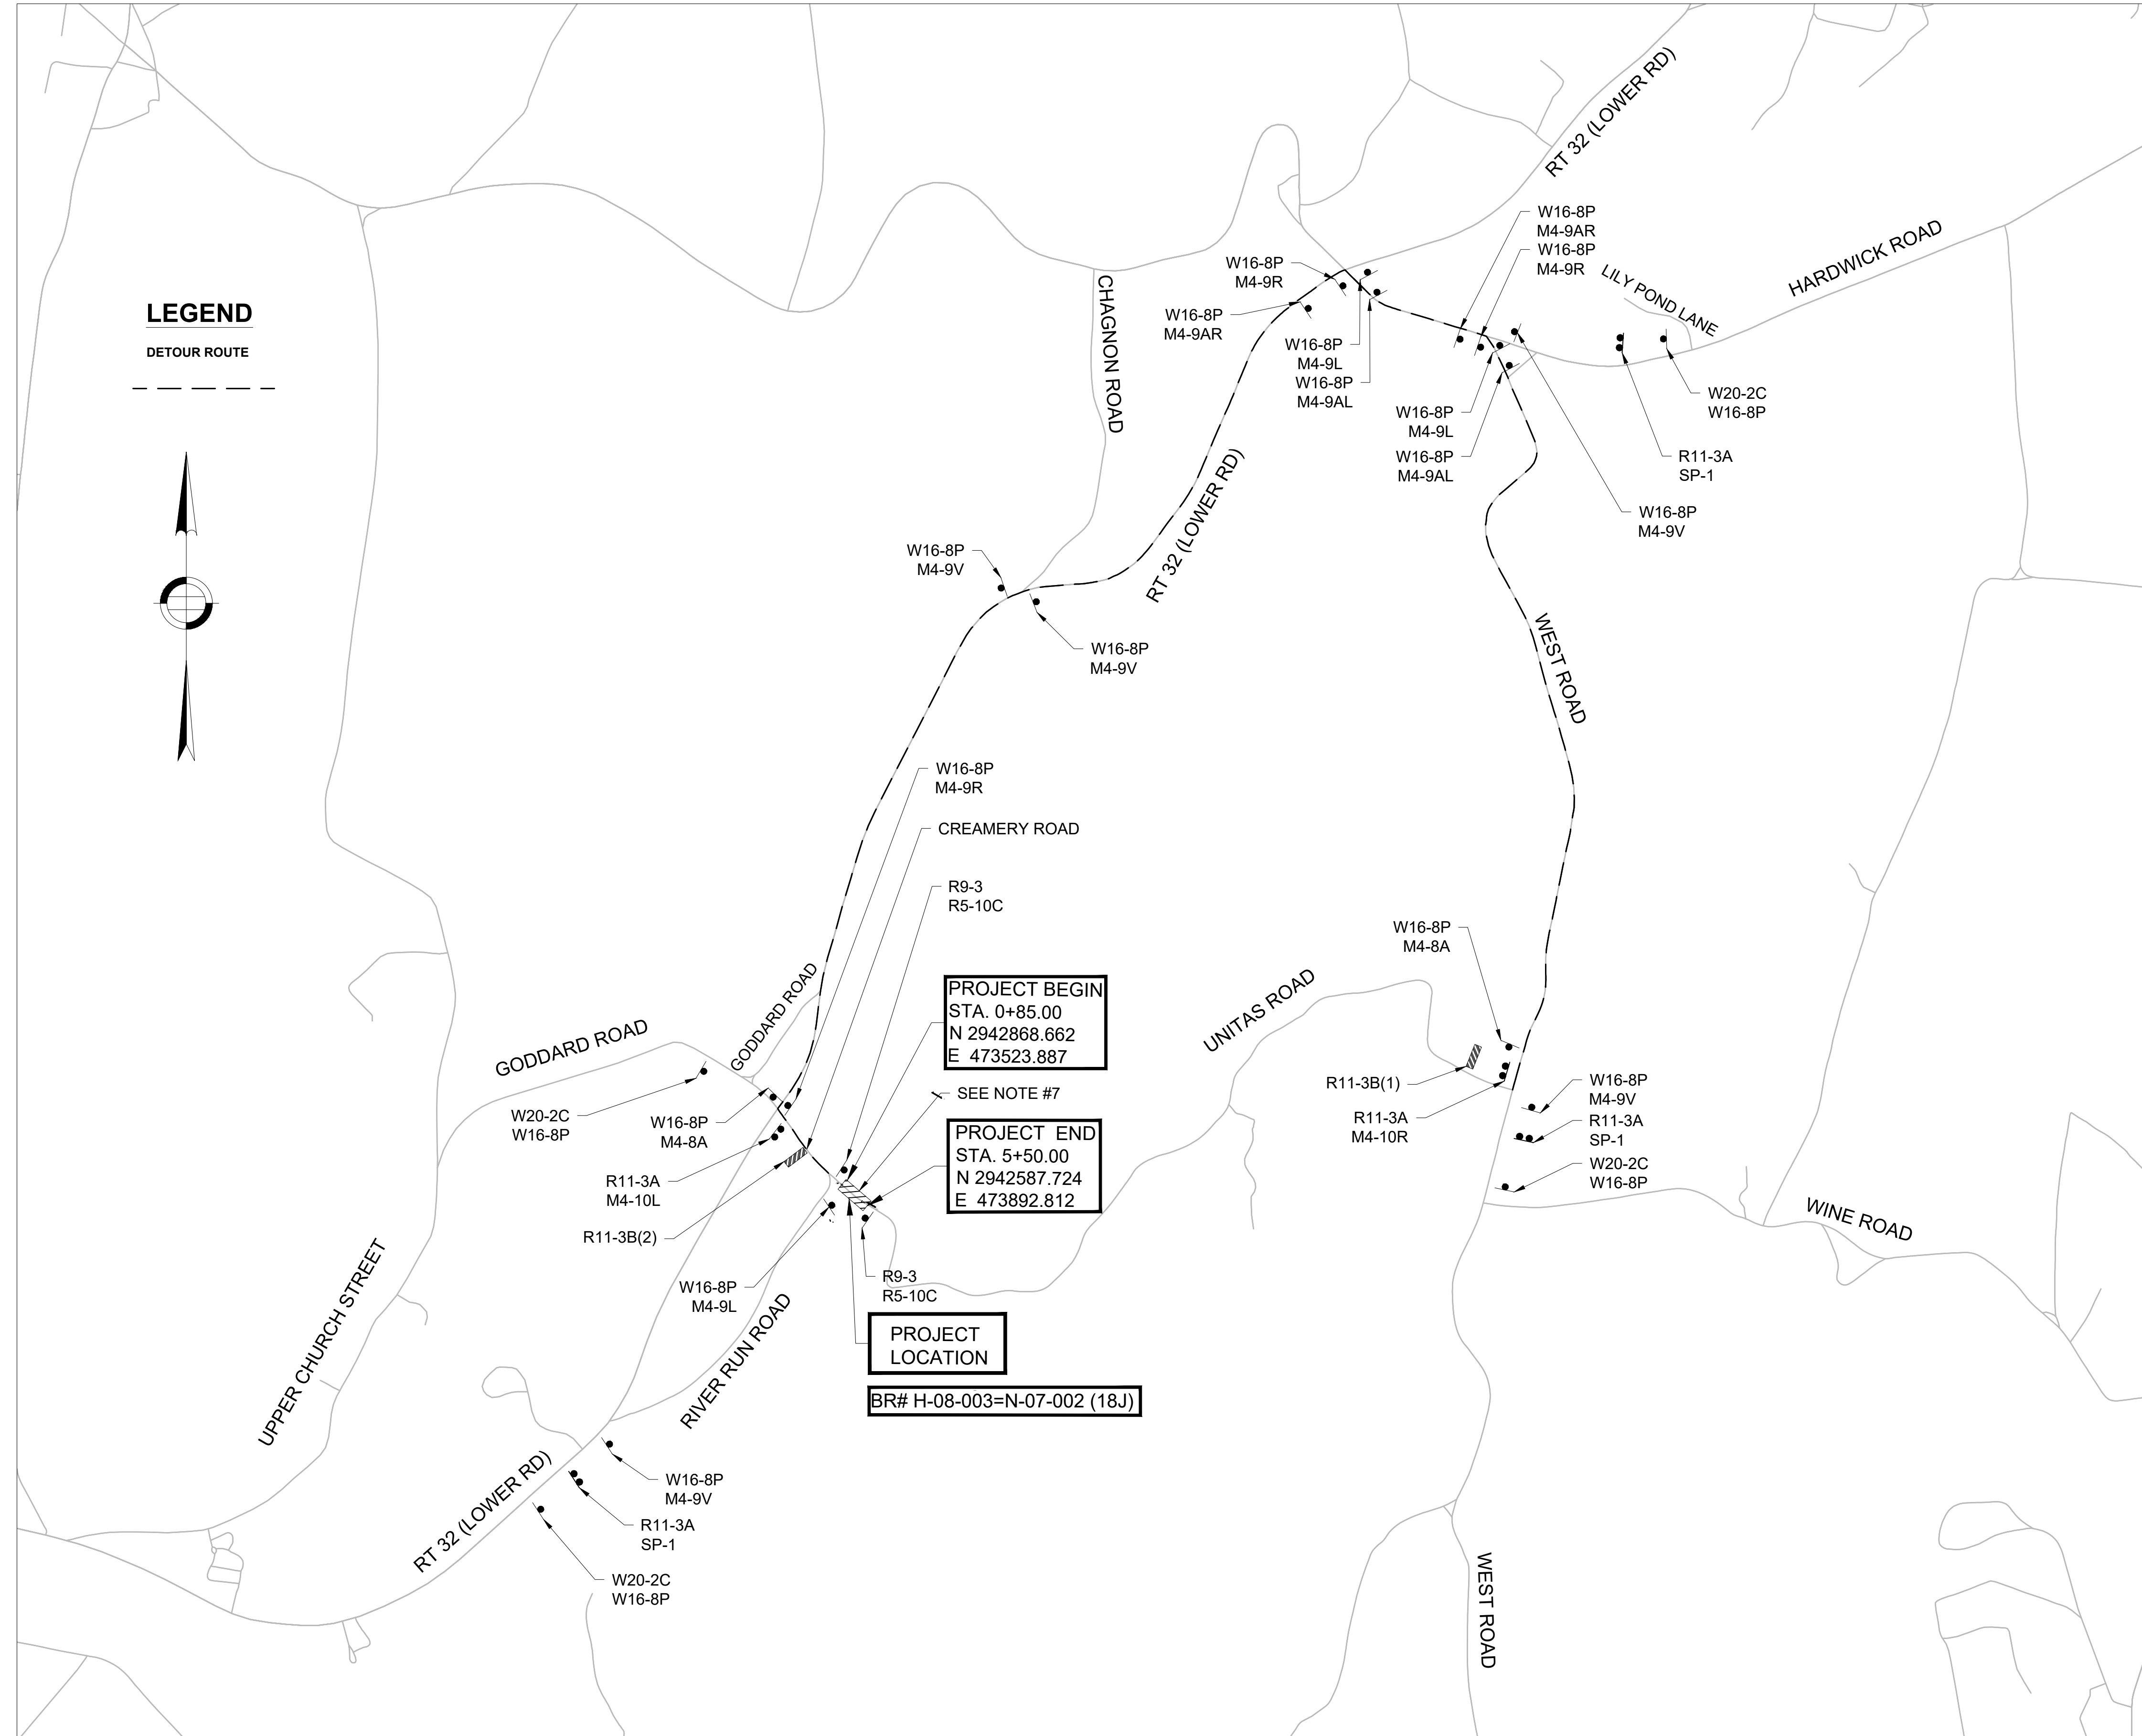 RT 32 (LOWER RD)
W16-8P
M4-9AR
W16-8P
M4-9R
LILY POND LANE
HARDWICK ROAD
LEGEND
DETOUR ROUTE
CHAGNON ROAD
W16-8P
M4-9R
W16-8P
M4-9AR
W16-8P
M4-9L
W16-8P
M4-9AL
W16-8P
M4-9L
W16-8P
M4-9AL
W20-2C
W16-8P
R11-3A
SP-1
W16-8P
M4-9V
RT 32 (LOWER RD)
W16-8P
M4-9V
W16-8P
M4-9V
WEST ROAD
W16-8P
M4-9R
CREAMERY ROAD
R9-3
R5-10C
W16-8P
M4-8A
PROJECT BEGIN
STA. 0+85.00
N 2942868.662
E 473523.887
UNITAS ROAD
GODDARD ROAD
GODDARD ROAD
SEE NOTE #7
R11-3B(1)
R11-3A
M4-10R
W16-8P
M4-9V
R11-3A
SP-1
W20-2C
W16-8P
W20-2C
W16-8P
W16-8P
M4-8A
PROJECT END
STA. 5+50.00
N 2942587.724
E 473892.812
R11-3A
M4-10L
R11-3B(2)
WINE ROAD
W16-8P
M4-9L
R9-3
R5-10C
UPPER CHURCH STREET
RIVER RUN ROAD
PROJECT
LOCATION
BR# H-08-003=N-07-002 (18J)
RT 32 (LOWER RD)
W16-8P
M4-9V
R11-3A
SP-1
W20-2C
W16-8P
WEST ROAD